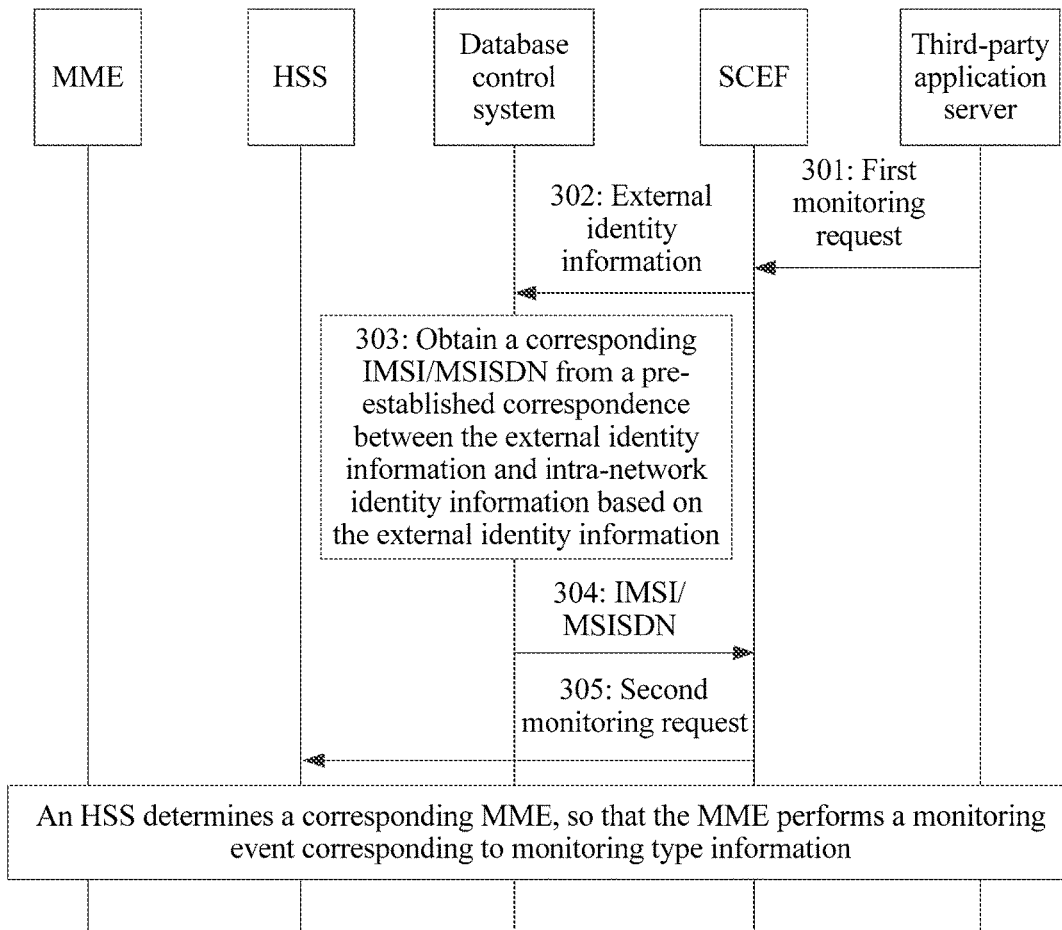 MME
HSS
Database
control
system
SCEF
Third-party
application
server
301: First
monitoring
request
302: External
identity
information
303: Obtain a corresponding
IMSI/MSISDN from a pre-
established correspondence
between the external identity
information and intra-network
identity information based on
the external identity information
304: IMSI/
MSISDN
305: Second
monitoring request
An HSS determines a corresponding MME, so that the MME performs a monitoring
event corresponding to monitoring type information